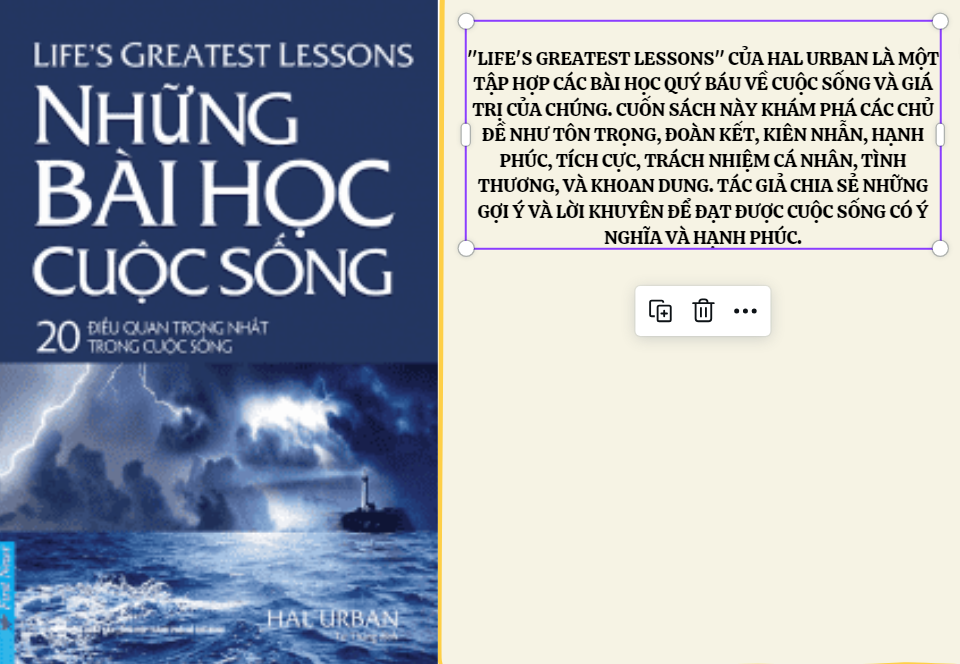 LIFE'S GREATEST LESSONS
NHỮNG
BÀI HỌC
CUỘC SỐNG
20 ĐIỀU QUAN TRỌNG NHẤT
TRONG CUỘC SỐNG
HAL URBAN
First News
"LIFE'S GREATEST LESSONS" CỦA HAL URBAN LÀ MỘT
TẬP HỢP CÁC BÀI HỌC QUÝ BÁU VỀ CUỘC SỐNG VÀ GIÁ
TRỊ CỦA CHÚNG. CUỐN SÁCH NÀY KHÁM PHÁ CÁC CHỦ
ĐỀ NHƯ TÔN TRỌNG, ĐOÀN KẾT, KIÊN NHẪN, HẠNH
PHÚC, TÍCH CỰC, TRÁCH NHIỆM CÁ NHÂN, TÌNH
THƯƠNG, VÀ KHOAN DUNG. TÁC GIẢ CHIA SẺ NHỮNG
GỢI Ý VÀ LỜI KHUYÊN ĐỂ ĐẠT ĐƯỢC CUỘC SỐNG CÓ Ý
NGHĨA VÀ HẠNH PHÚC.